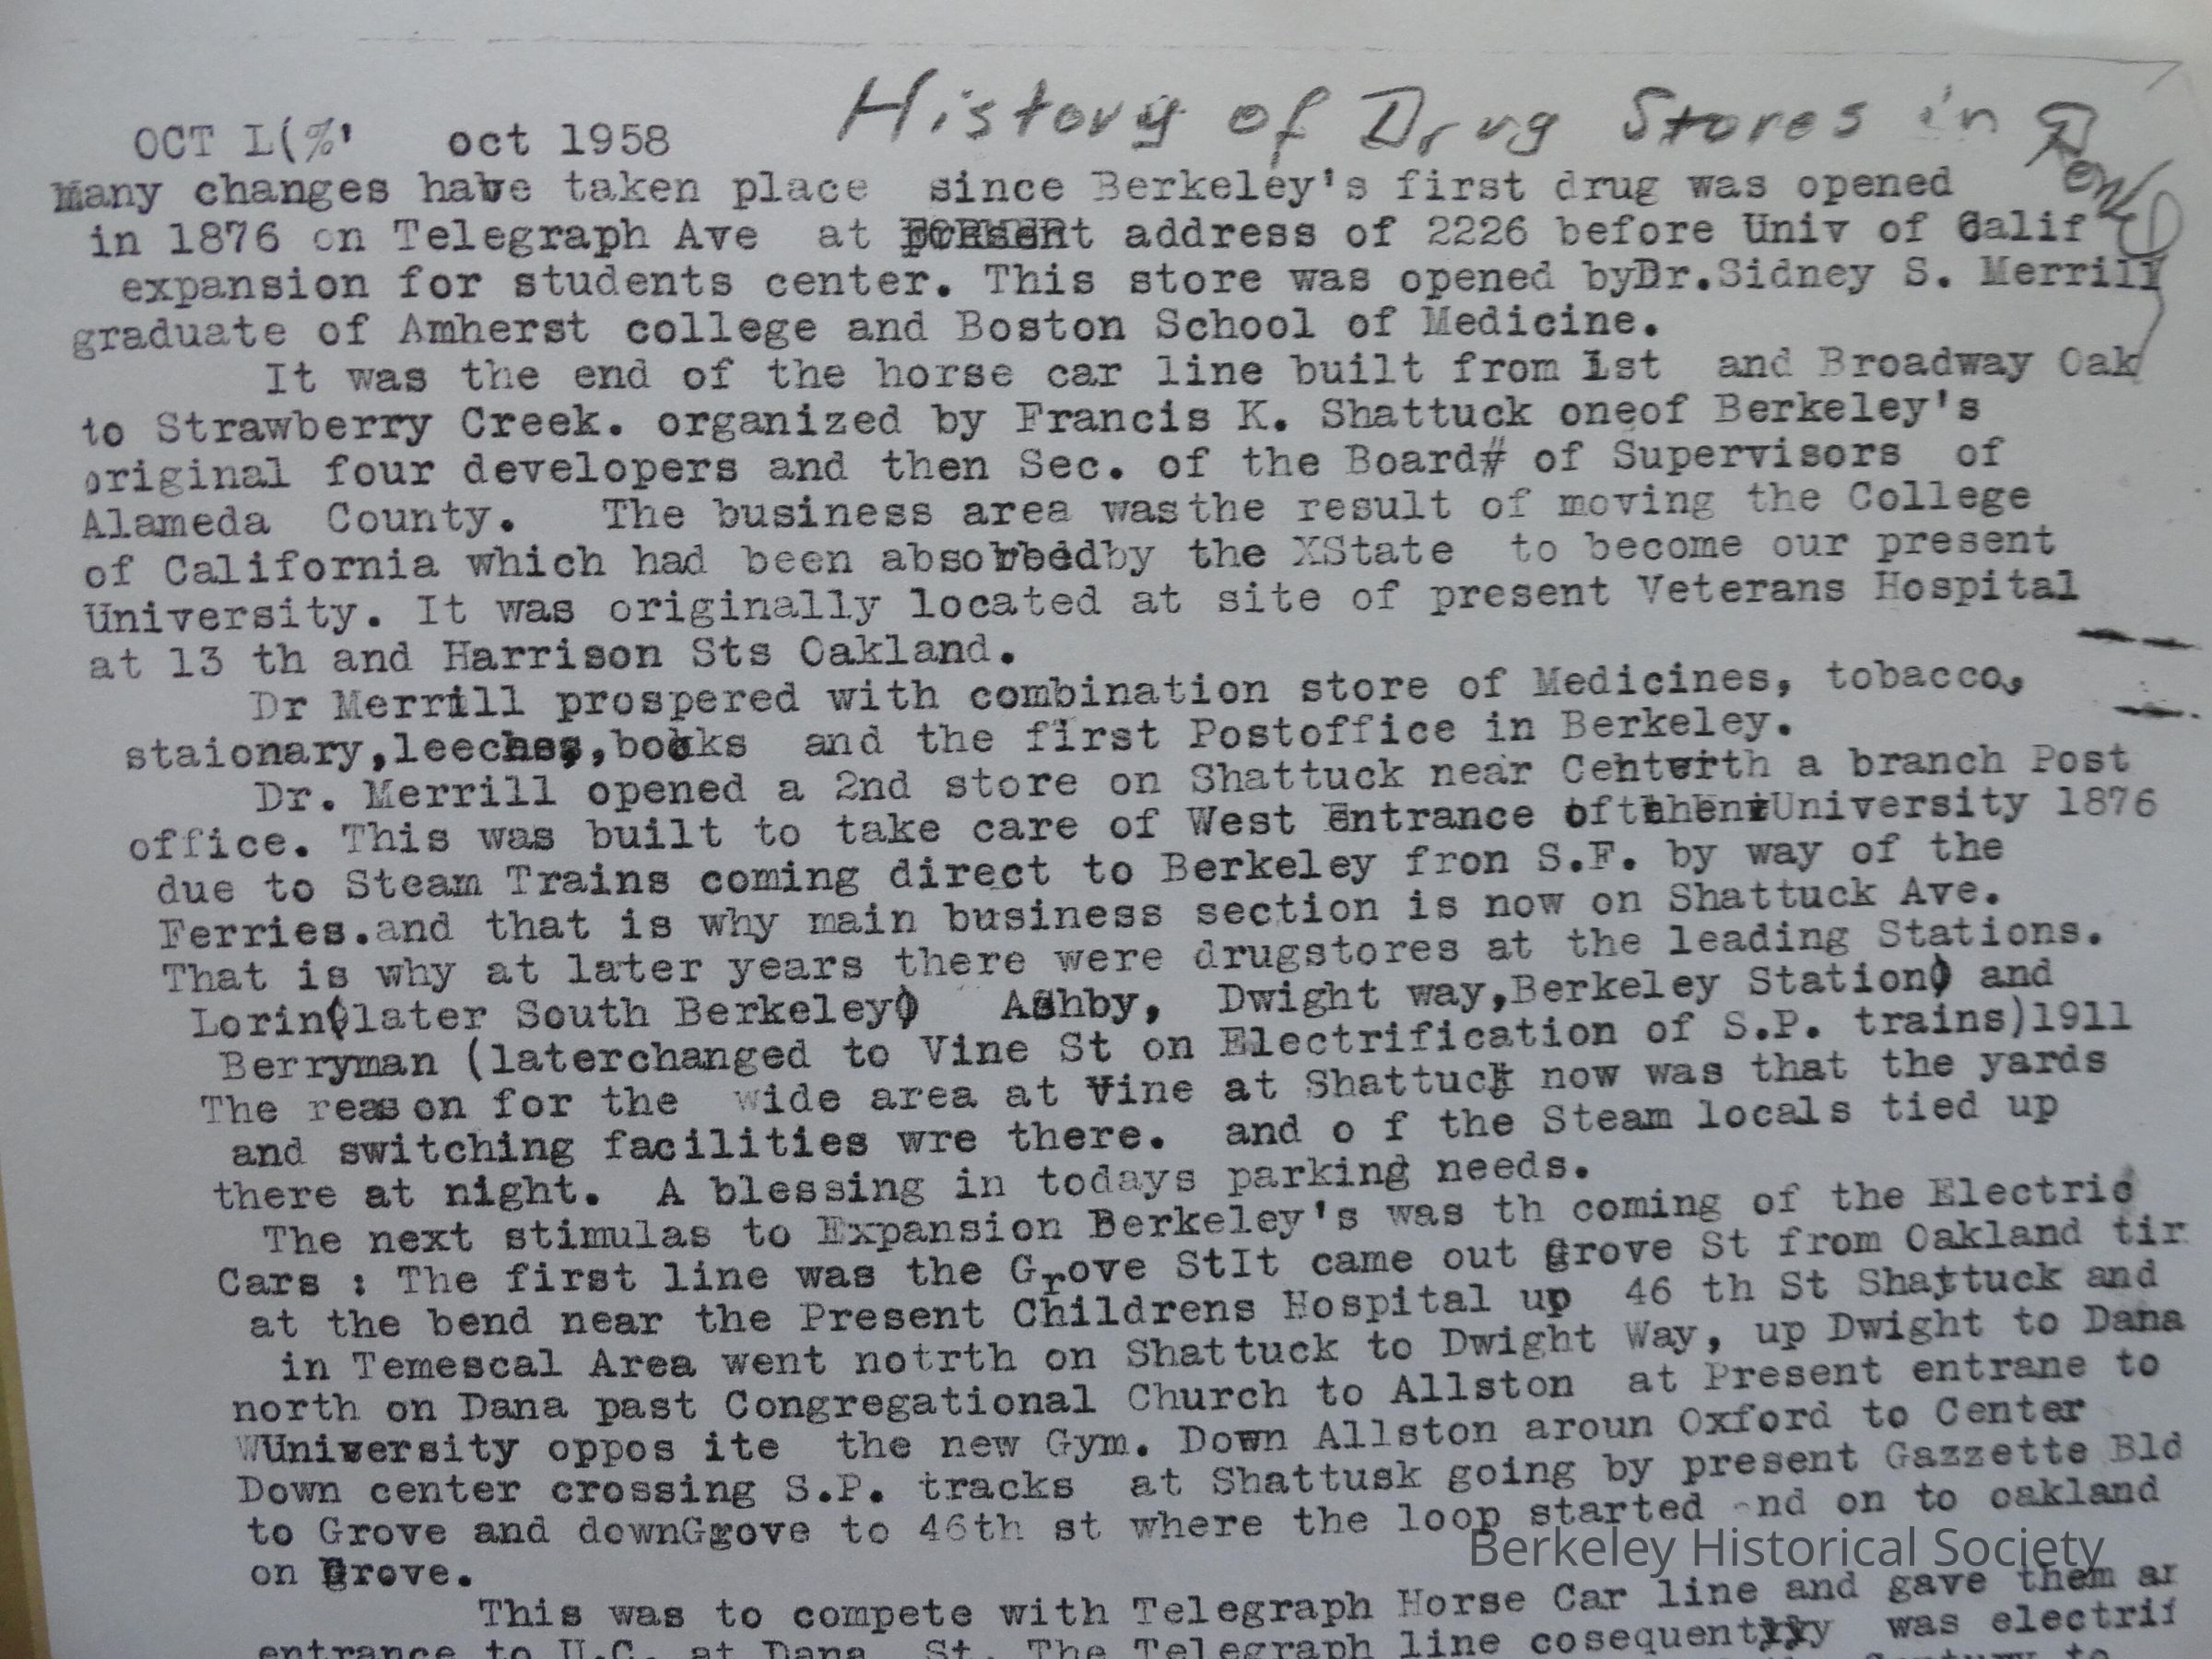 History of Drug Stores in Berk
OCT L(%' oct 1958
Many changes habve taken place since Berkeley's first drug was opened
in 1876 on Telegraph Ave at present address of 2226 before Univ of Calif
expansion for students center. This store was opened byDr.Sidney S. Merrill
graduate of Amherst college and Boston School of Medicine.
It was the end of the horse car line built from 1st and Broadway Oak
to Strawberry Creek. organized by Francis K. Shattuck oneof Berkeley's
original four developers and then Sec. of the Board# of Supervisors of
Alameda County. The business area wasthe result of moving the College
of California which had been absorbedby the XState to become our present
University. It was originally located at site of present Veterans Hospital
at 13 th and Harrison Sts Oakland.
Dr Merrill prospered with combination store of Medicines, tobacco,
staionary,leeches,books and the first Postoffice in Berkeley.
Dr. Merrill opened a 2nd store on Shattuck near Cehtwith a branch Post
office. This was built to take care of West Entrance of University 1876
due to Steam Trains coming direct to Berkeley fron S.F. by way of the
Ferries.and that is why main business section is now on Shattuck Ave.
That is why at later years there were drugstores at the leading Stations.
Lorin(later South Berkeley) Ashby, Dwight way,Berkeley Station) and
Berryman (laterchanged to Vine St on Electrification of S.P. trains)1911
The reason for the wide area at Vine at Shattuck now was that the yards
and switching facilities wre there. and o f the Steam locals tied up
there at night. A blessing in todays parking needs.
The next stimulas to Expansion Berkeley's was th coming of the Electric
Cars : The first line was the Grove StIt came out grove St from Oakland tir
at the bend near the Present Childrens Hospital up 46 th St Shattuck and
in Temescal Area went notrth on Shattuck to Dwight Way, up Dwight to Dana
north on Dana past Congregational Church to Allston at Present entrane to
WUniversity oppos ite the new Gym. Down Allston aroun Oxford to Center
Down center crossing S.P. tracks at Shattusk going by present Gazzette Bld
to Grove and downGrove to 46th st where the loop started nd on to oakland
on Grove.
This was to compete with Telegraph Horse Car line and gave them ar
entrance to U.C. at Dana St. The Telegraph line cosequently was electrif
Berkeley Historical Society